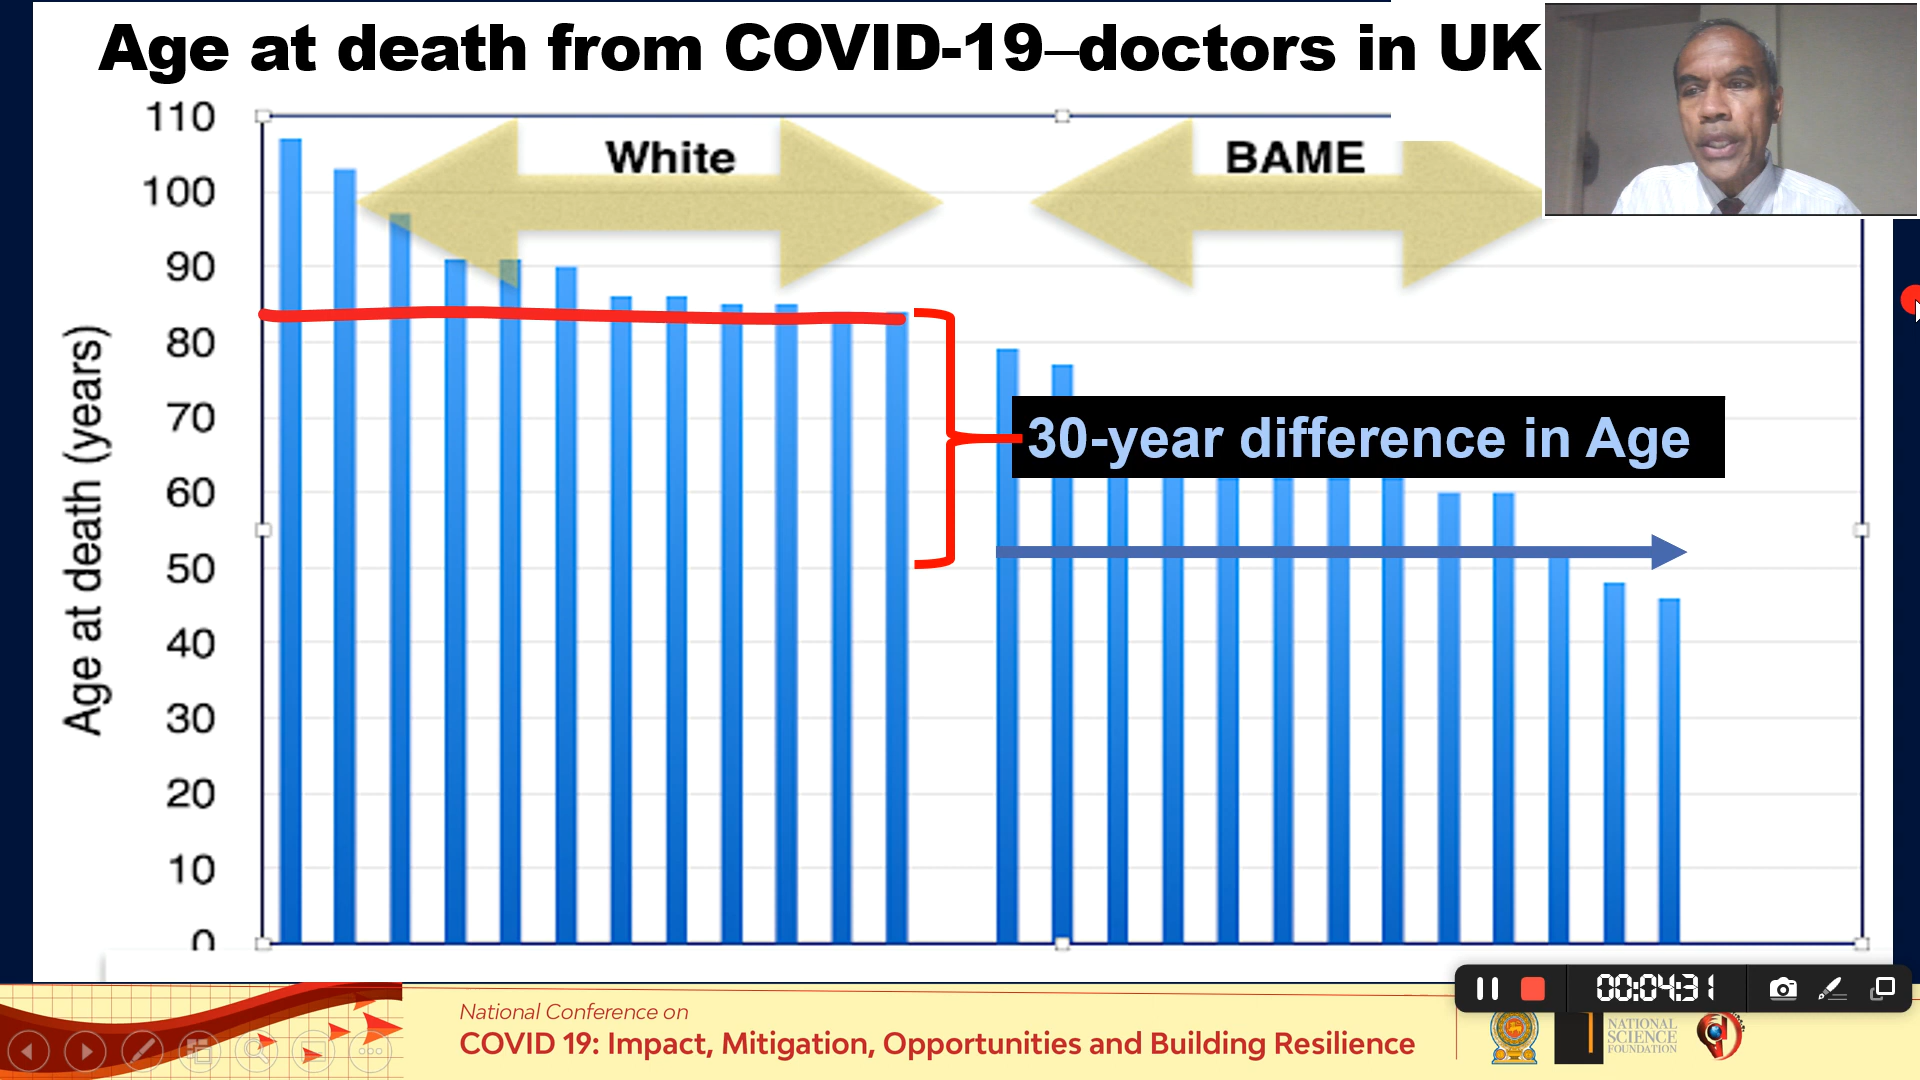 Age at death from COVID-19–doctors in UK
110
100
90
80
70
60
50
40
30
20
10
0
Age at death (years)
White
BAME
30-year difference in Age
00:04:31
National Conference on
COVID 19: Impact, Mitigation, Opportunities and Building Resilience
NATIONAL
SCIENCE
FOUNDATION